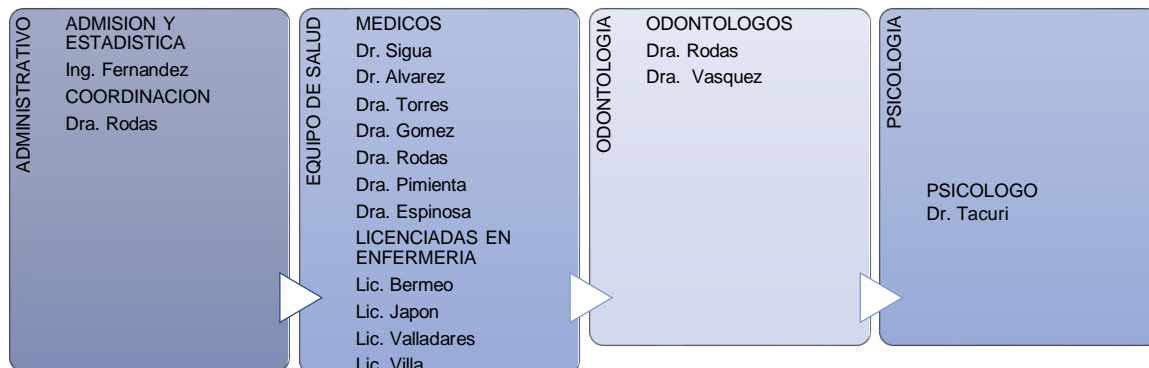 ADMINISTRATIVO
ADMISION Y
ESTADISTICA
Ing. Fernandez
COORDINACION
Dra. Rodas
EQUIPO DE SALUD
MEDICOS
Dr. Sigua
Dr. Alvarez
Dra. Torres
Dra. Gomez
Dra. Rodas
Dra. Pimienta
Dra. Espinosa
LICENCIADAS EN
ENFERMERIA
Lic. Bermeo
Lic. Japon
Lic. Valladares
Lic. Villa
ODONTOLOGIA
ODONTOLOGOS
Dra. Rodas
Dra. Vasquez
PSICOLOGIA
PSICOLOGO
Dr. Tacuri